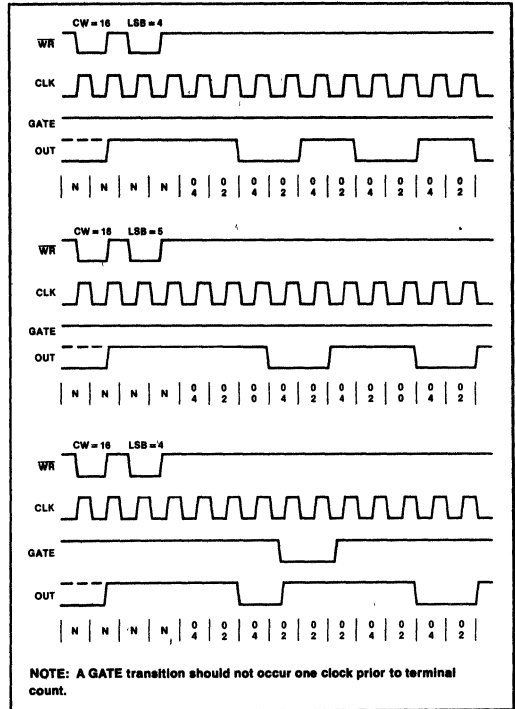 CW = 16 LSB = 4
WR
CLK
GATE
OUT
N N N N 0 4 0 2 0 4 0 2 0 4 0 2 0 4 0 2 0 4 0 2
CW = 16 LSB = 5
WR
CLK
GATE
OUT
N N N N 0 4 0 2 0 0 0 4 0 2 0 4 0 2 0 0 0 4 0 2
CW = 16 LSB = 4
WR
CLK
GATE
OUT
N N N N 0 4 0 2 0 4 0 2 0 2 0 2 0 4 0 2 0 4 0 2
NOTE: A GATE transition should not occur one clock prior to terminal
count.